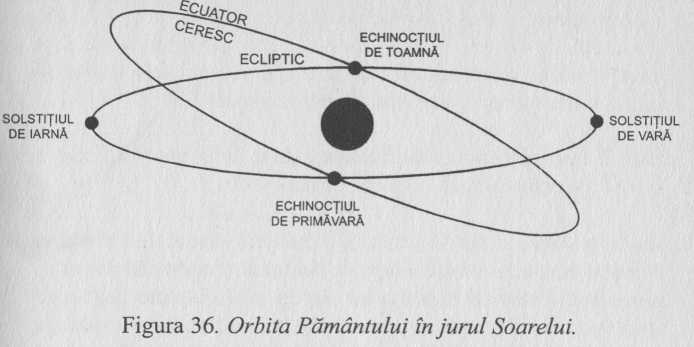 ECUATOR
CERESC
ECHINOCȚIUL
DE TOAMNĂ
ECLIPTIC
SOLSTIȚIUL
DE IARNĂ
SOLSTIȚIUL
DE VARĂ
ECHINOCȚIUL
DE PRIMĂVARĂ
Figura 36. Orbita Pământului în jurul Soarelui.